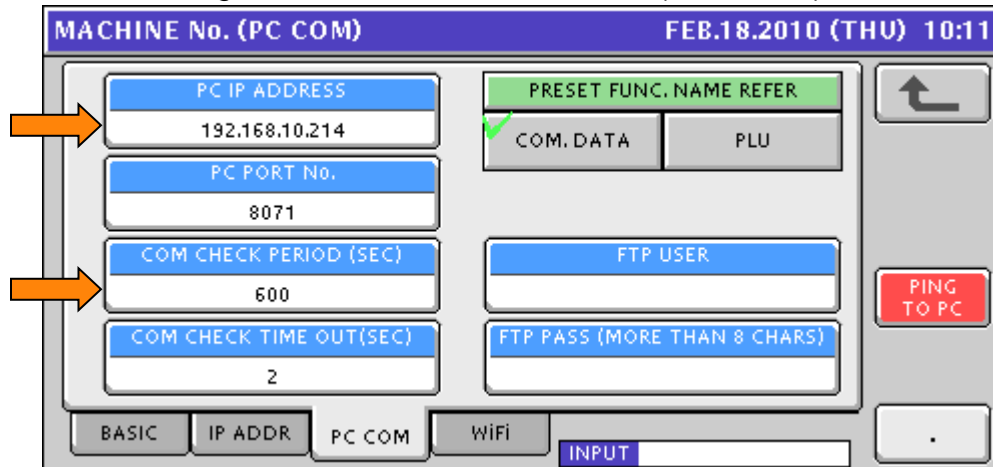 MACHINE No. (PC COM) FEB.18.2010 (THU) 10:11
PC IP ADDRESS
192.168.10.214
PC PORT No.
8071
COM CHECK PERIOD (SEC)
600
COM CHECK TIME OUT(SEC)
2
PRESET FUNC. NAME REFER
COM. DATA PLU
FTP USER
FTP PASS (MORE THAN 8 CHARS)
PING
TO PC
BASIC IP ADDR PC COM WiFi
INPUT
.